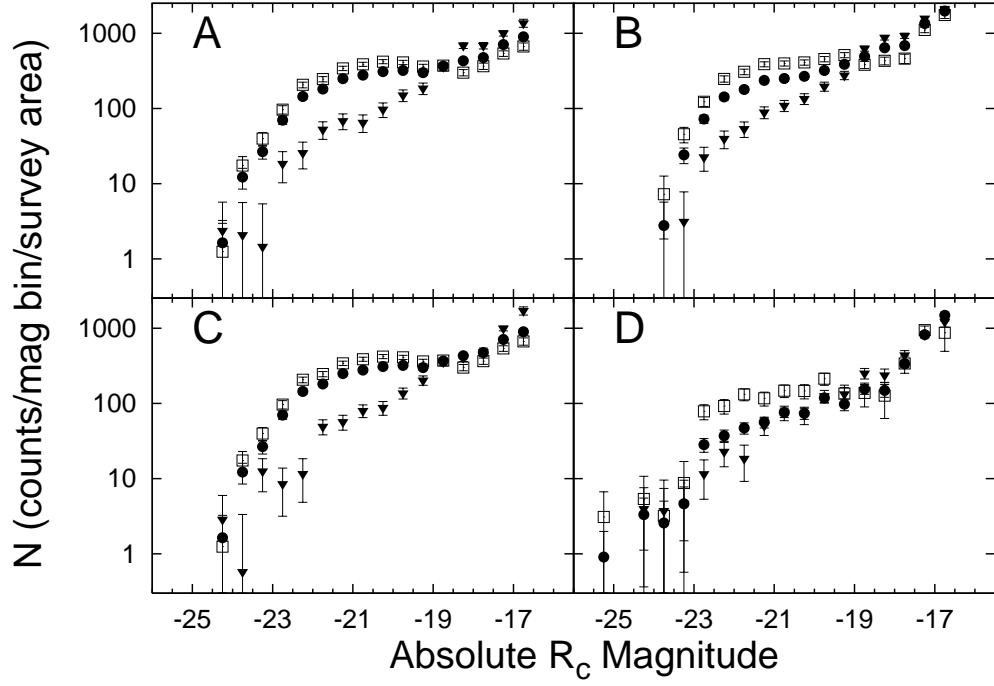 A
B
1000
100
10
1
C
D
1000
100
10
1
N (counts/mag bin/survey area)
-25 -23 -21 -19 -17 -25 -23 -21 -19 -17
Absolute Rc Magnitude